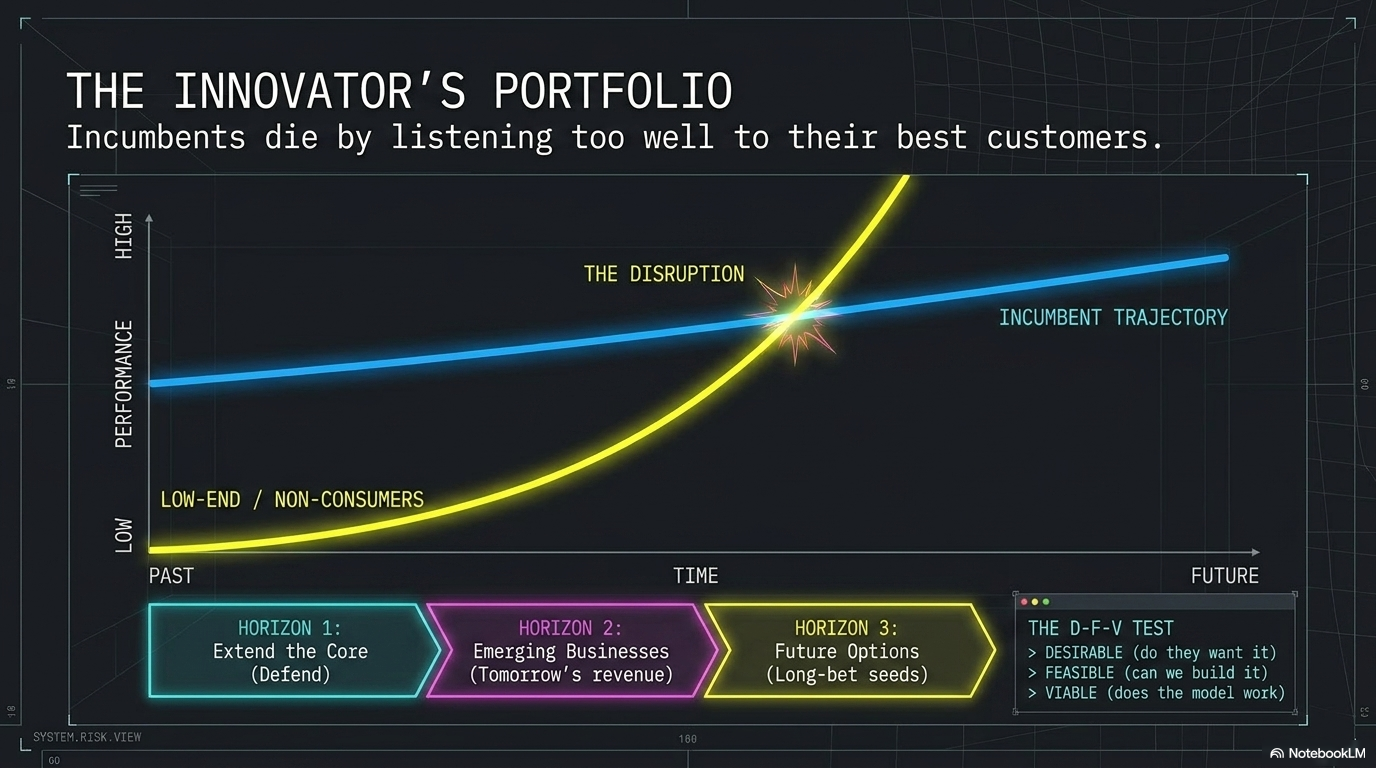 THE INNOVATOR'S PORTFOLIO
Incumbents die by listening too well to their best customers.
HIGH
PERFORMANCE
LOW
THE DISRUPTION
INCUMBENT TRAJECTORY
LOW-END / NON-CONSUMERS
PAST
TIME
FUTURE
HORIZON 1:
Extend the Core
(Defend)
HORIZON 2:
Emerging Businesses
(Tomorrow's revenue)
HORIZON 3:
Future Options
(Long-bet seeds)
THE D-F-V TEST
> DESIRABLE (do they want it)
> FEASIBLE (can we build it)
> VIABLE (does the model work)
SYSTEM.RISK.VIEW
160
GO
NotebookLM